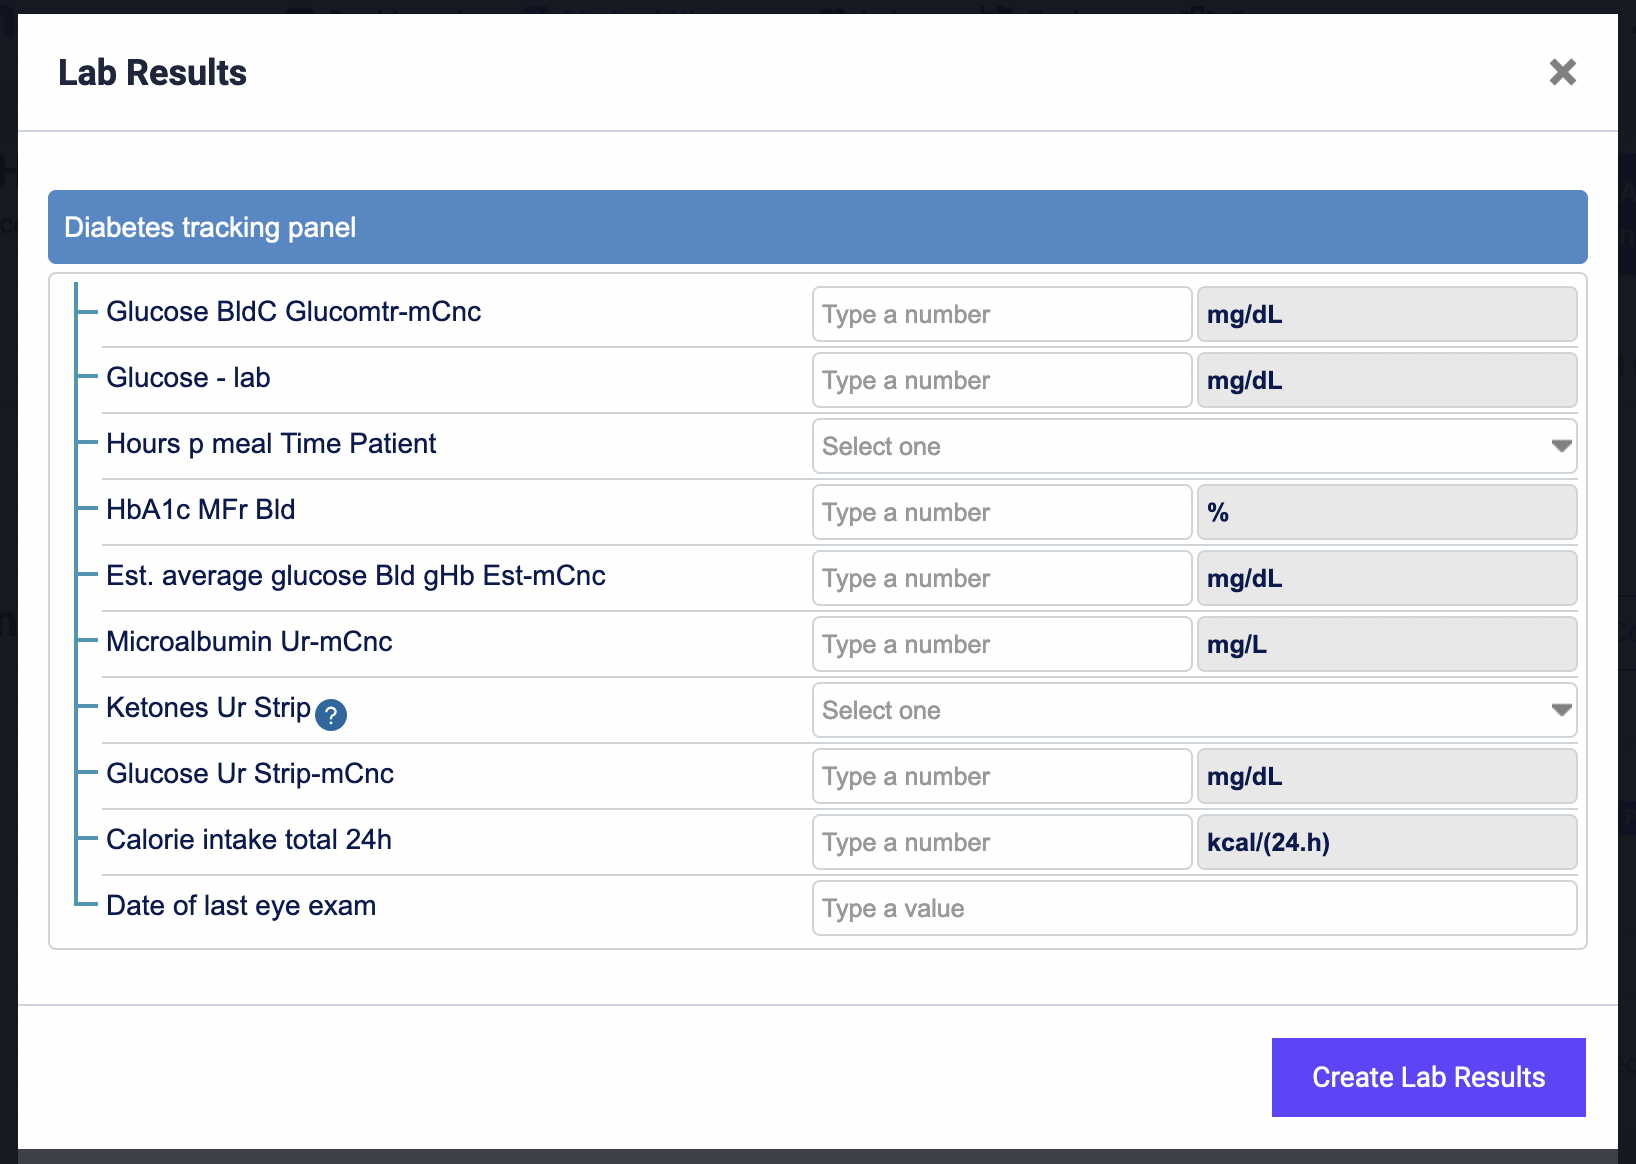 Lab Results
Diabetes tracking panel
Glucose BldC Glucomtr-mCnc Type a number mg/dL
Glucose - lab Type a number mg/dL
Hours p meal Time Patient Select one
HbA1c MFr Bld Type a number %
Est. average glucose Bld gHb Est-mCnc Type a number mg/dL
Microalbumin Ur-mCnc Type a number mg/L
Ketones Ur Strip ? Select one
Glucose Ur Strip-mCnc Type a number mg/dL
Calorie intake total 24h Type a number kcal/(24.h)
Date of last eye exam Type a value
Create Lab Results